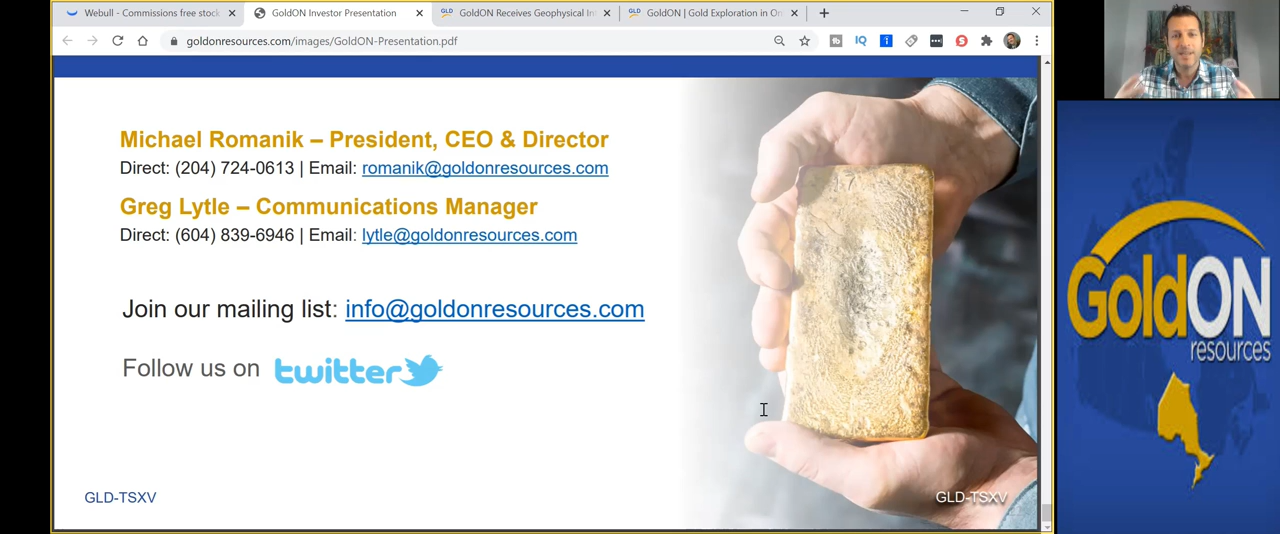 Webull - Commissions free stock
GoldON Investor Presentation
GoldON Receives Geophysical In
GoldON | Gold Exploration in On
goldonresources.com/images/GoldON-Presentation.pdf
Michael Romanik – President, CEO & Director
Direct: (204) 724-0613 | Email: romanik@goldonresources.com
Greg Lytle – Communications Manager
Direct: (604) 839-6946 | Email: lytle@goldonresources.com
Join our mailing list: info@goldonresources.com
Follow us on twitter
GLD-TSXV
GLD-TSXV
GoldON
resources